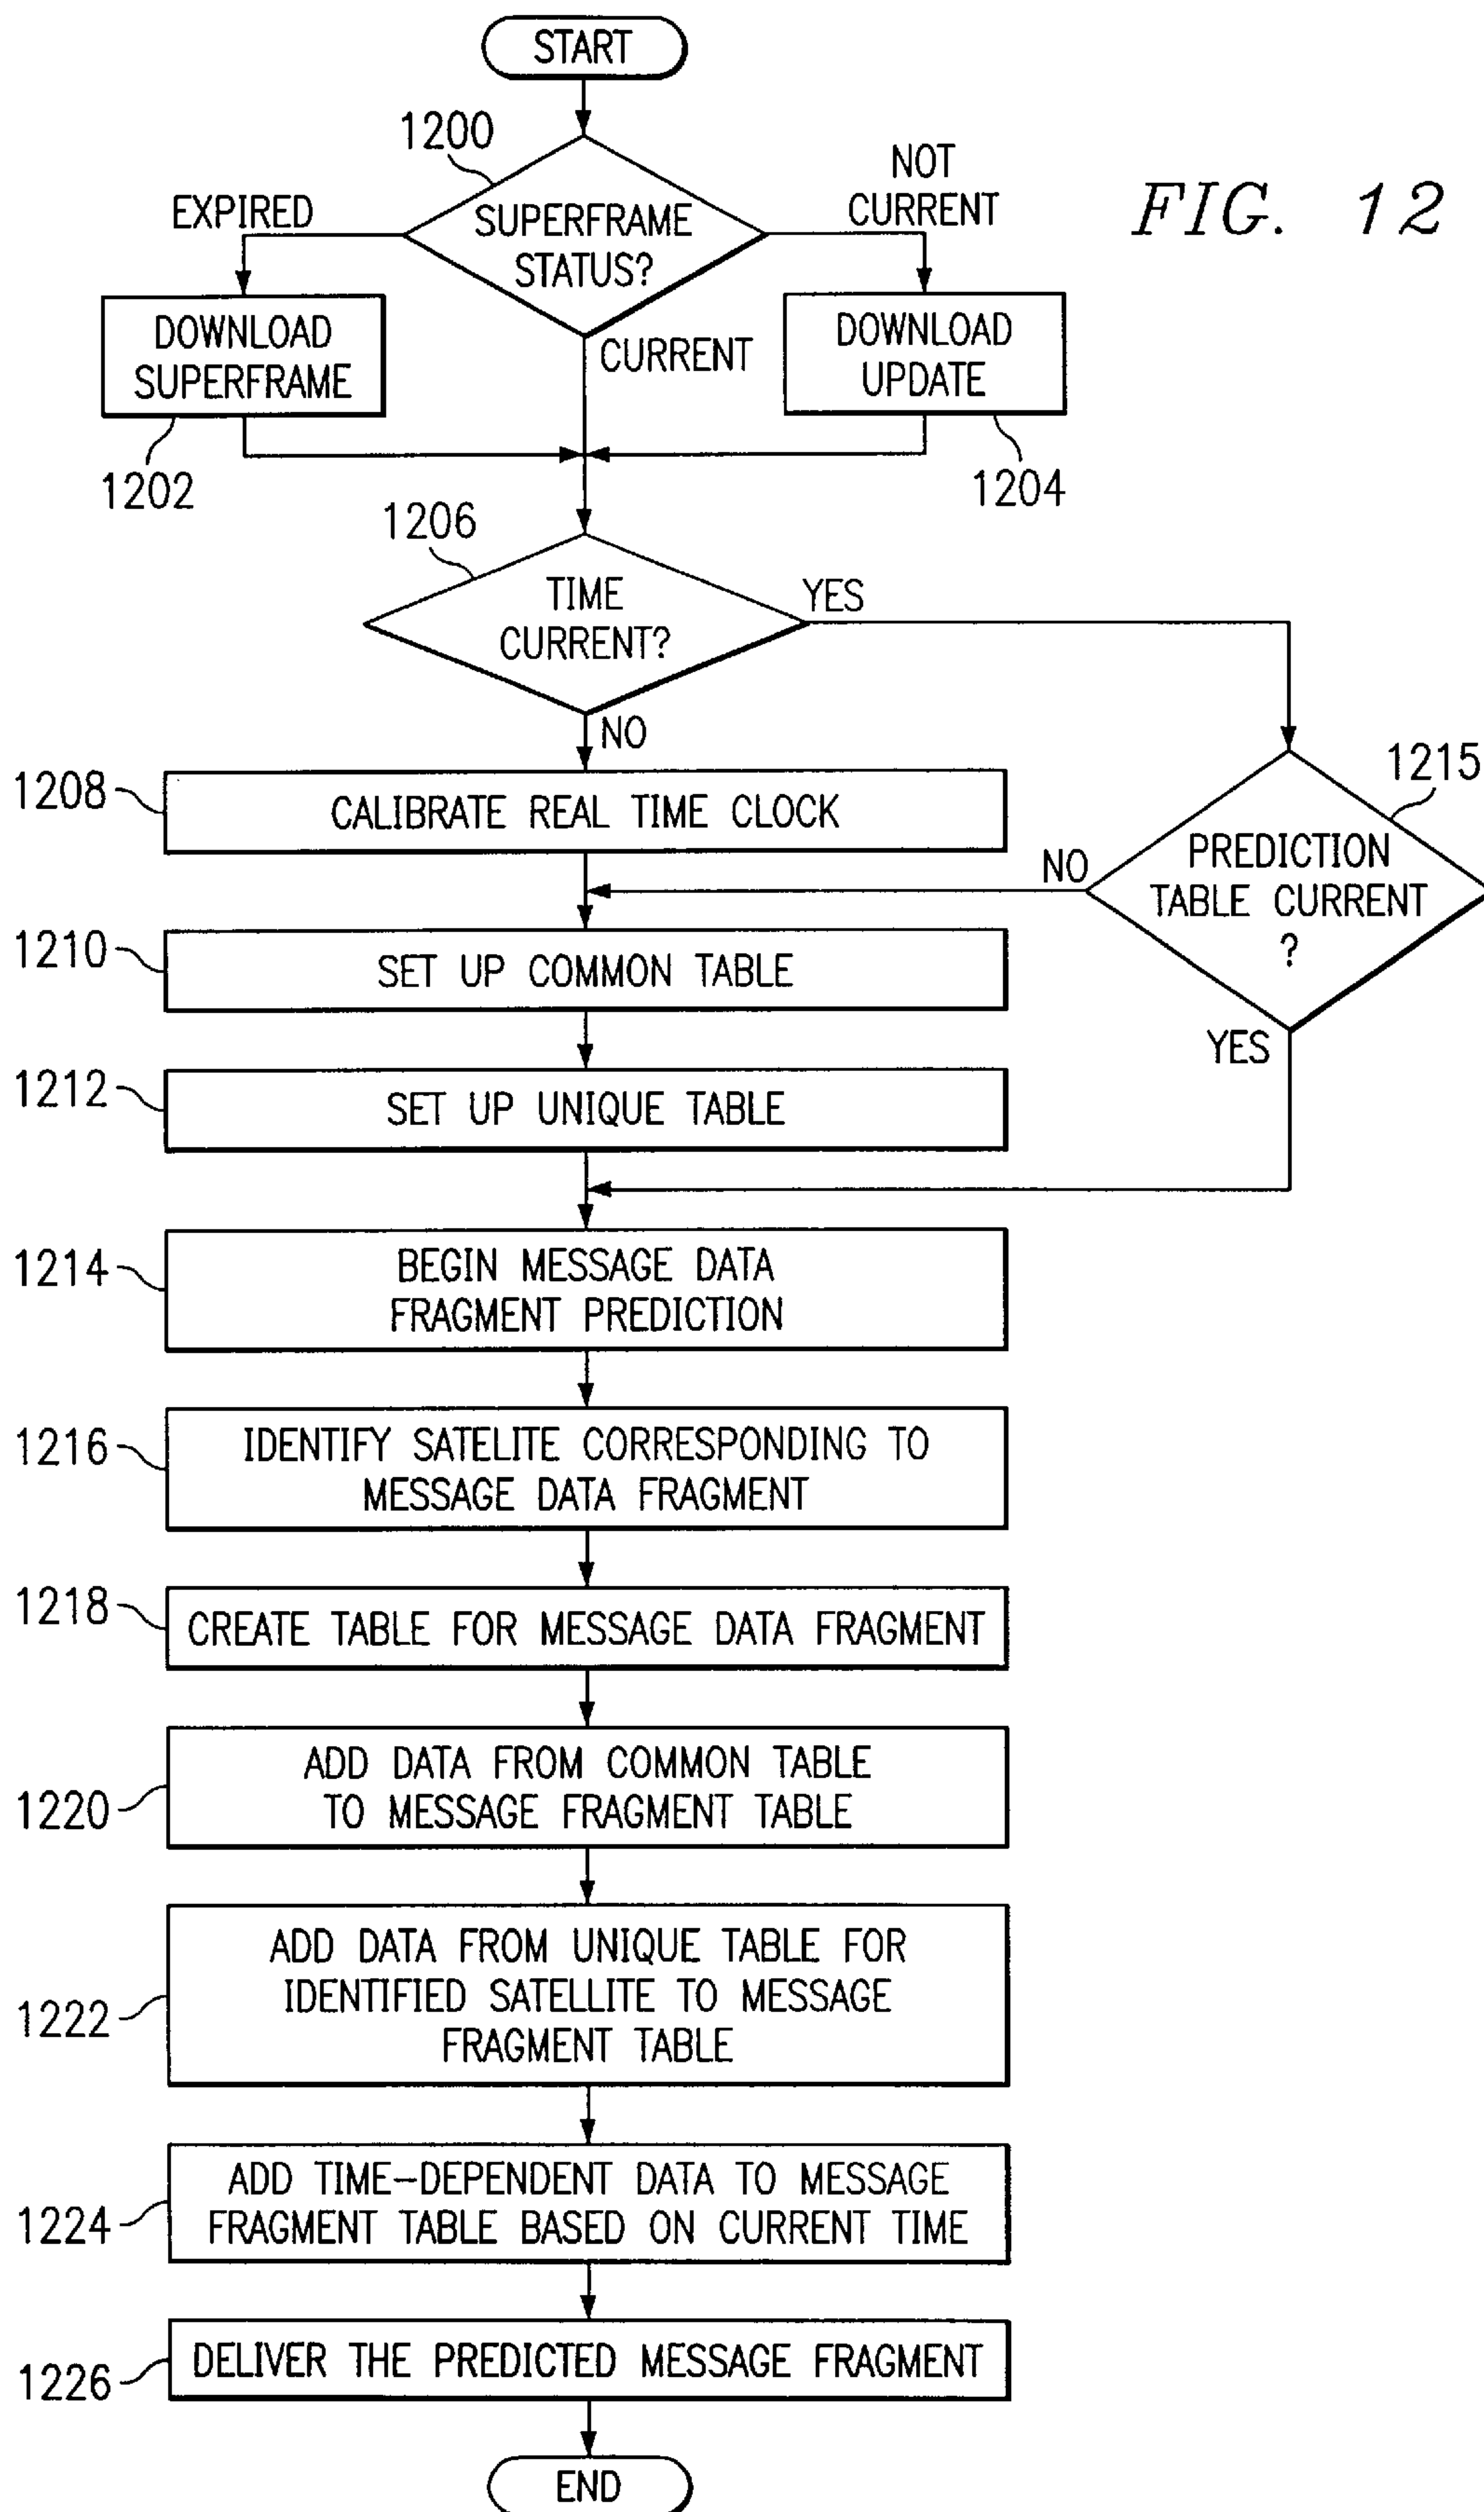 START
1200
NOT
CURRENT
FIG. 12
EXPIRED
SUPERFRAME
STATUS?
DOWNLOAD
SUPERFRAME
CURRENT
DOWNLOAD
UPDATE
1202
1204
1206
TIME
CURRENT?
YES
NO
1208
CALIBRATE REAL TIME CLOCK
1215
PREDICTION
TABLE CURRENT
?
NO
YES
1210
SET UP COMMON TABLE
1212
SET UP UNIQUE TABLE
1214
BEGIN MESSAGE DATA
FRAGMENT PREDICTION
1216
IDENTIFY SATELITE CORRESPONDING TO
MESSAGE DATA FRAGMENT
1218
CREATE TABLE FOR MESSAGE DATA FRAGMENT
1220
ADD DATA FROM COMMON TABLE
TO MESSAGE FRAGMENT TABLE
1222
ADD DATA FROM UNIQUE TABLE FOR
IDENTIFIED SATELLITE TO MESSAGE
FRAGMENT TABLE
1224
ADD TIME-DEPENDENT DATA TO MESSAGE
FRAGMENT TABLE BASED ON CURRENT TIME
1226
DELIVER THE PREDICTED MESSAGE FRAGMENT
END